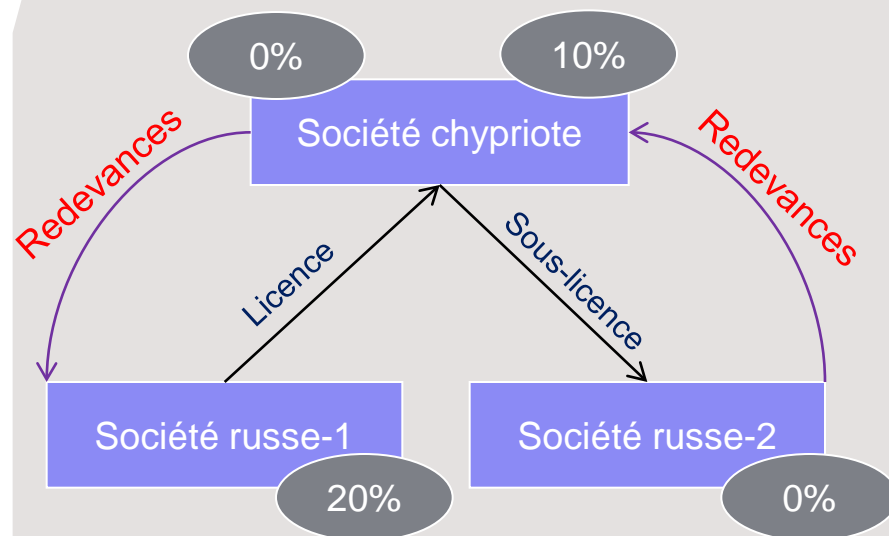 0%
10%
Société chypriote
Redevances
Redevances
Licence
Sous-licence
Société russe-1
Société russe-2
20%
0%